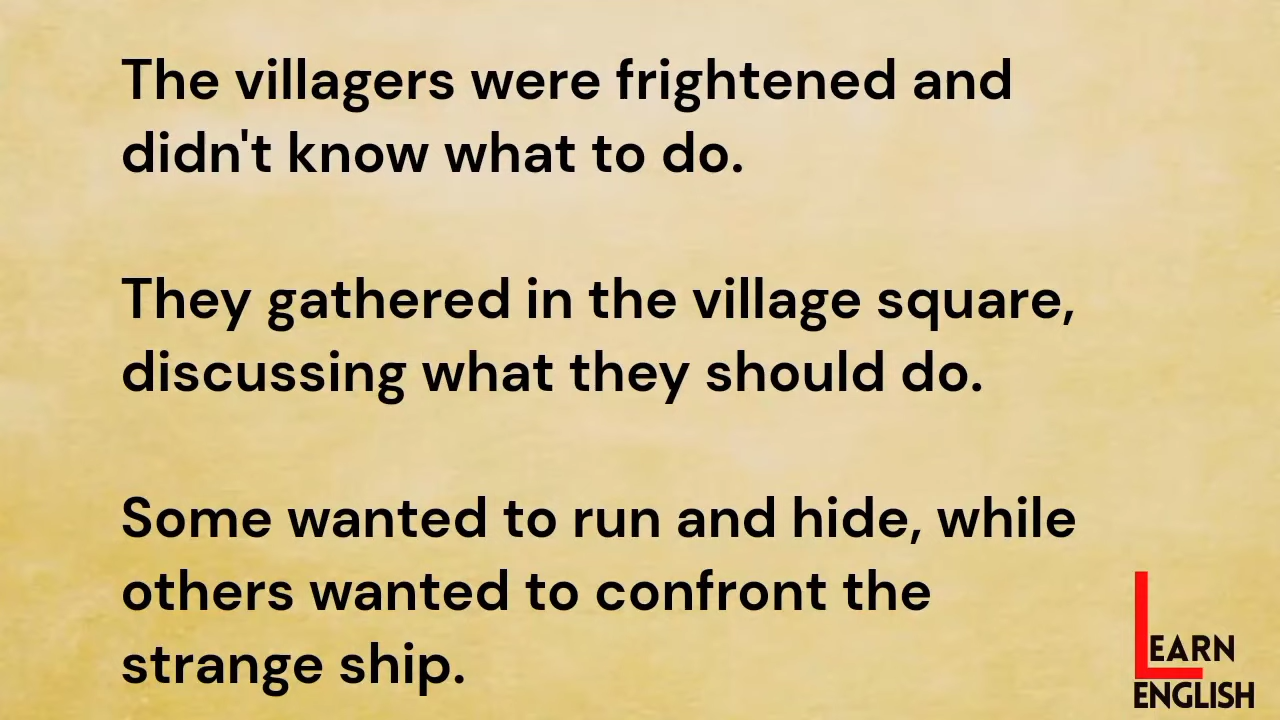 The villagers were frightened and
didn't know what to do.
They gathered in the village square,
discussing what they should do.
Some wanted to run and hide, while
others wanted to confront the
strange ship.
LEARN
ENGLISH